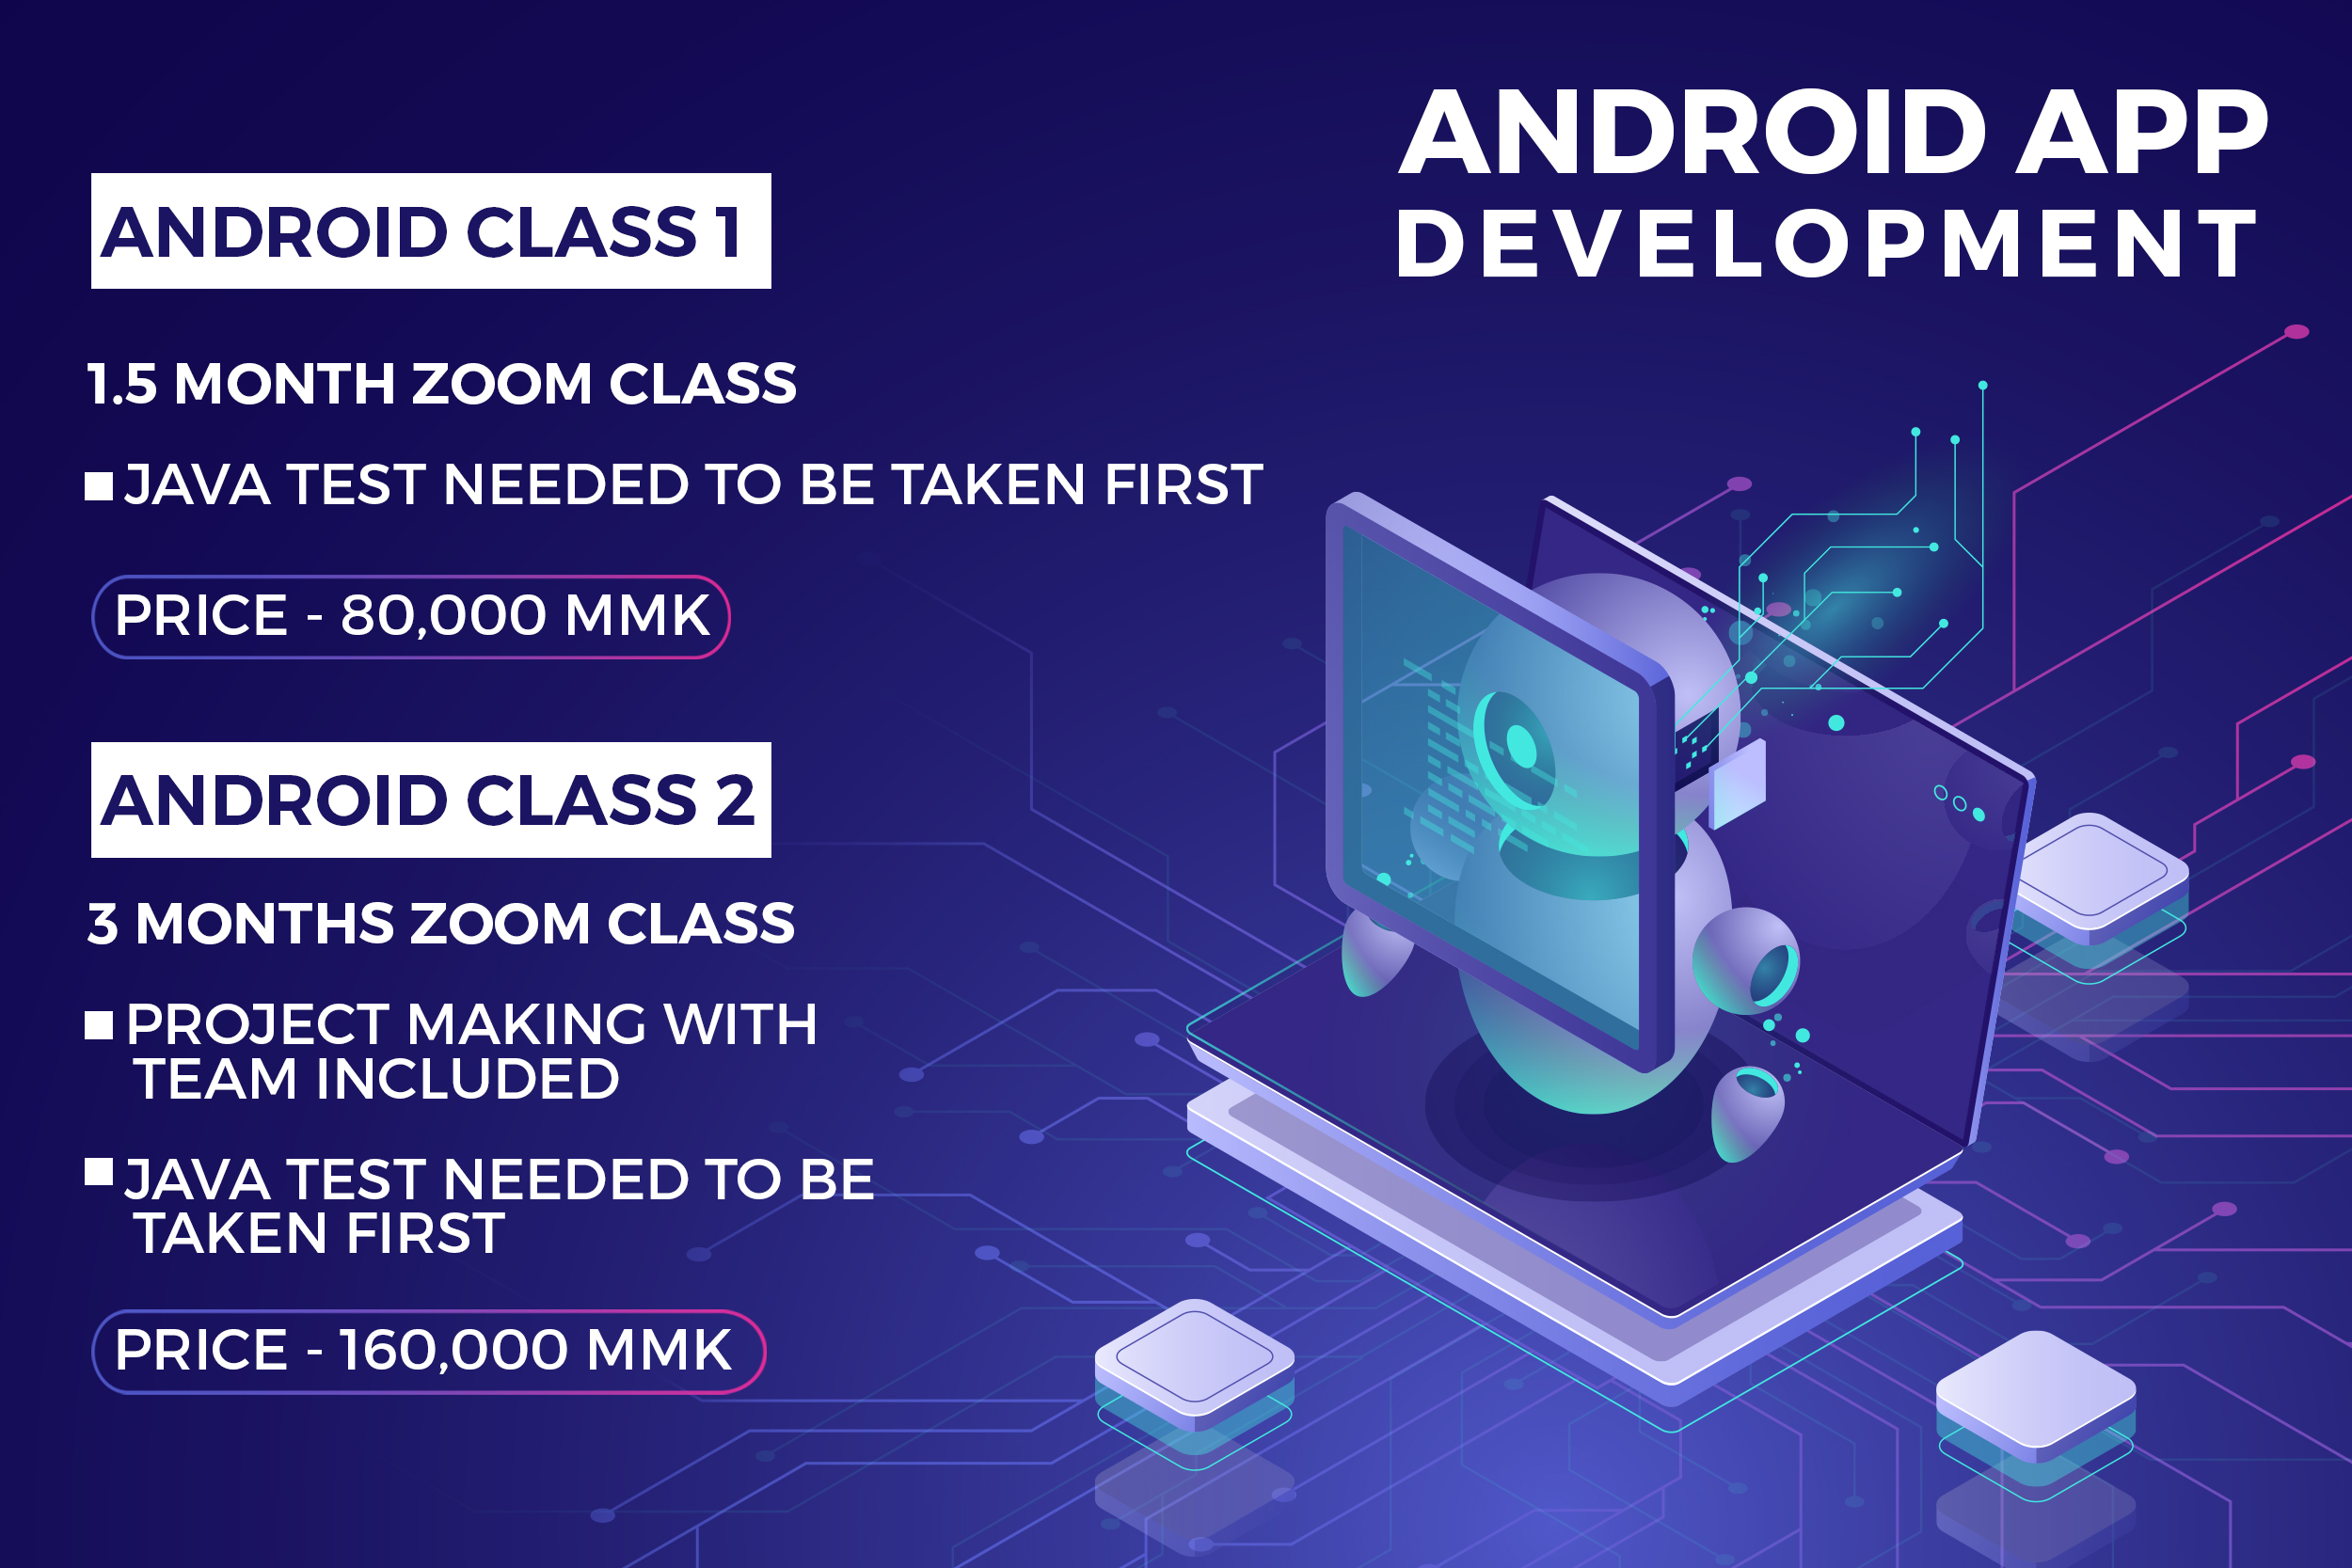 ANDROID APP
DEVELOPMENT
ANDROID CLASS 1
1.5 MONTH ZOOM CLASS
JAVA TEST NEEDED TO BE TAKEN FIRST
PRICE - 80,000 MMK
ANDROID CLASS 2
3 MONTHS ZOOM CLASS
PROJECT MAKING WITH
TEAM INCLUDED
JAVA TEST NEEDED TO BE
TAKEN FIRST
PRICE - 160,000 MMK